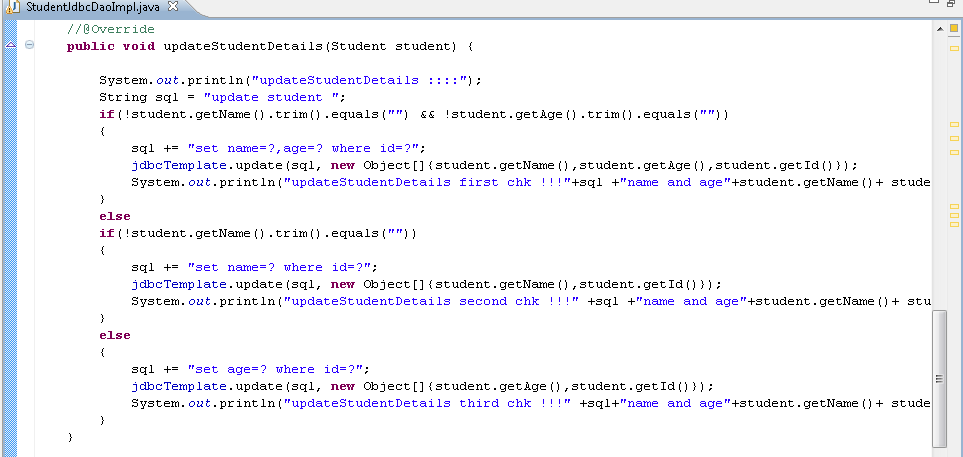 StudentJdbcDaoImpl.java
//@Override
public void updateStudentDetails(Student student) {
System.out.println("updateStudentDetails ::::");
String sql = "update student ";
if(!student.getName().trim().equals("") && !student.getAge().trim().equals(""))
{
sql += "set name=?,age=? where id=?";
jdbcTemplate.update(sql, new Object[]{student.getName(),student.getAge(),student.getId()});
System.out.println("updateStudentDetails first chk !!!"+sql +"name and age"+student.getName()+ stude
}
else
if(!student.getName().trim().equals(""))
{
sql += "set name=? where id=?";
jdbcTemplate.update(sql, new Object[]{student.getName(),student.getId()});
System.out.println("updateStudentDetails second chk !!!" +sql +"name and age"+student.getName()+ stu
}
else
{
sql += "set age=? where id=?";
jdbcTemplate.update(sql, new Object[]{student.getAge(),student.getId()});
System.out.println("updateStudentDetails third chk !!!" +sql+"name and age"+student.getName()+ stude
}
}